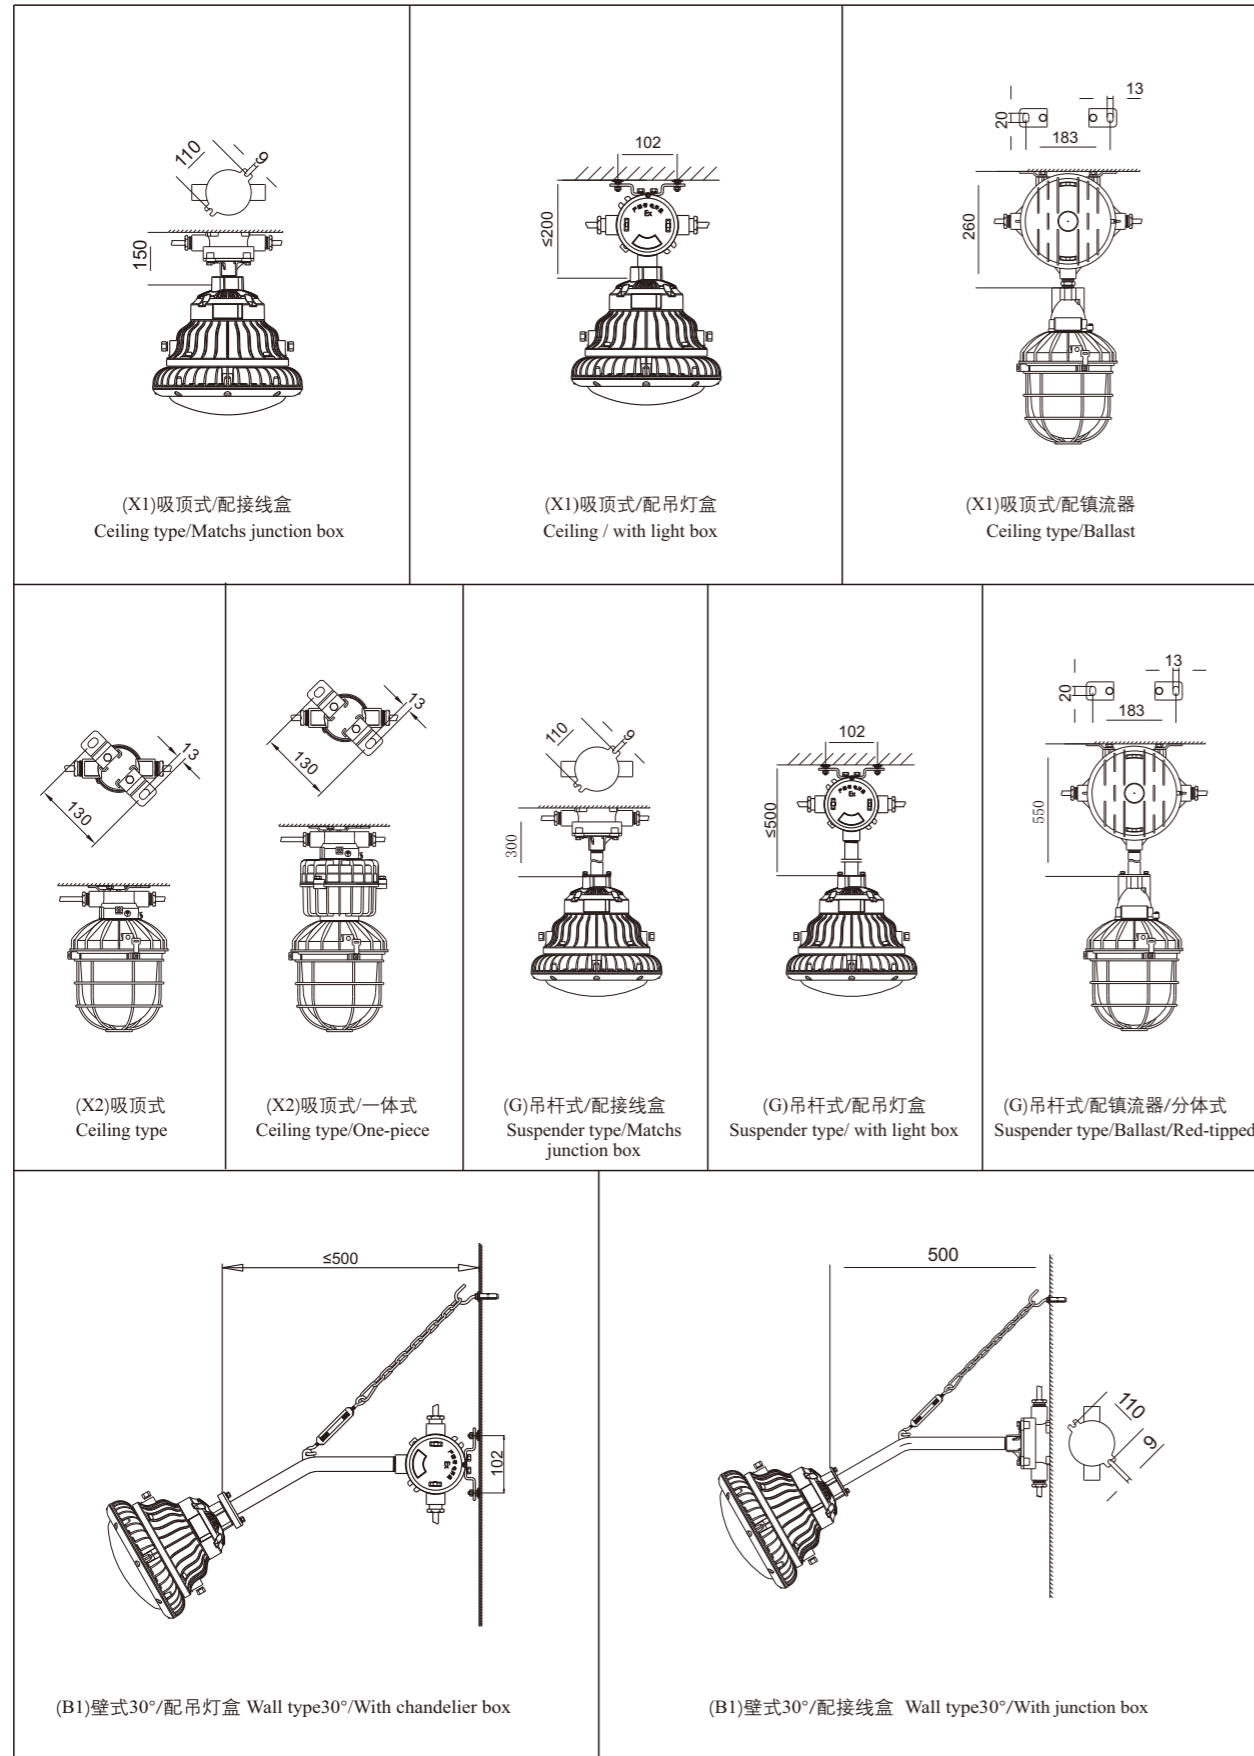 110
9
150
(X1)吸顶式/配接线盒
Ceiling type/Matchs junction box
102
≤200
Ex
(X1)吸顶式/配吊灯盒
Ceiling / with light box
13
20
183
260
(X1)吸顶式/配镇流器
Ceiling type/Ballast
13
130
(X2)吸顶式
Ceiling type
13
130
(X2)吸顶式/一体式
Ceiling type/One-piece
110
9
300
(G)吊杆式/配接线盒
Suspender type/Matchs
junction box
102
≤500
Ex
(G)吊杆式/配吊灯盒
Suspender type/ with light box
13
20
183
550
(G)吊杆式/配镇流器/分体式
Suspender type/Ballast/Red-tipped
≤500
Ex
102
(B1)壁式30°/配吊灯盒 Wall type30°/With chandelier box
500
110
9
(B1)壁式30°/配接线盒 Wall type30°/With junction box